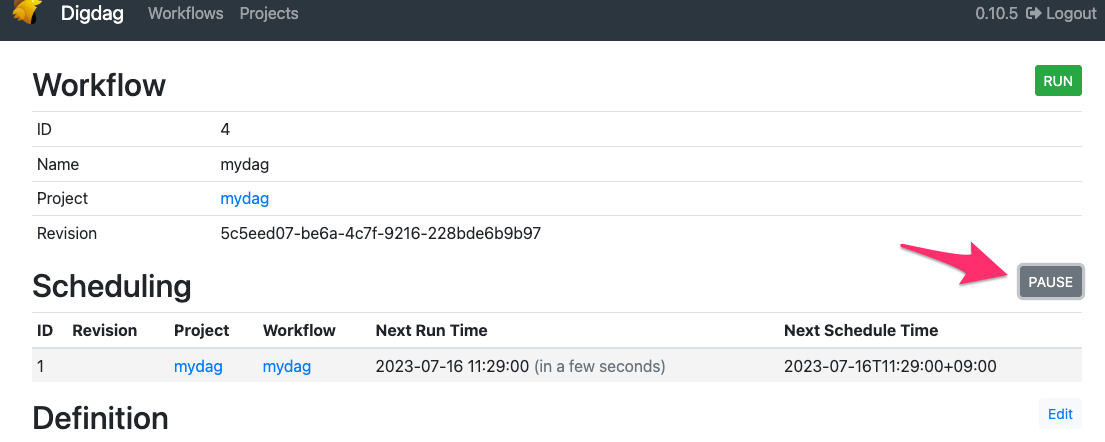 Digdag Workflows Projects 0.10.5 Logout
Workflow RUN
ID 4
Name mydag
Project mydag
Revision 5c5eed07-be6a-4c7f-9216-228bde6b9b97
Scheduling PAUSE
ID Revision Project Workflow Next Run Time Next Schedule Time
1 mydag mydag 2023-07-16 11:29:00 (in a few seconds) 2023-07-16T11:29:00+09:00
Definition Edit